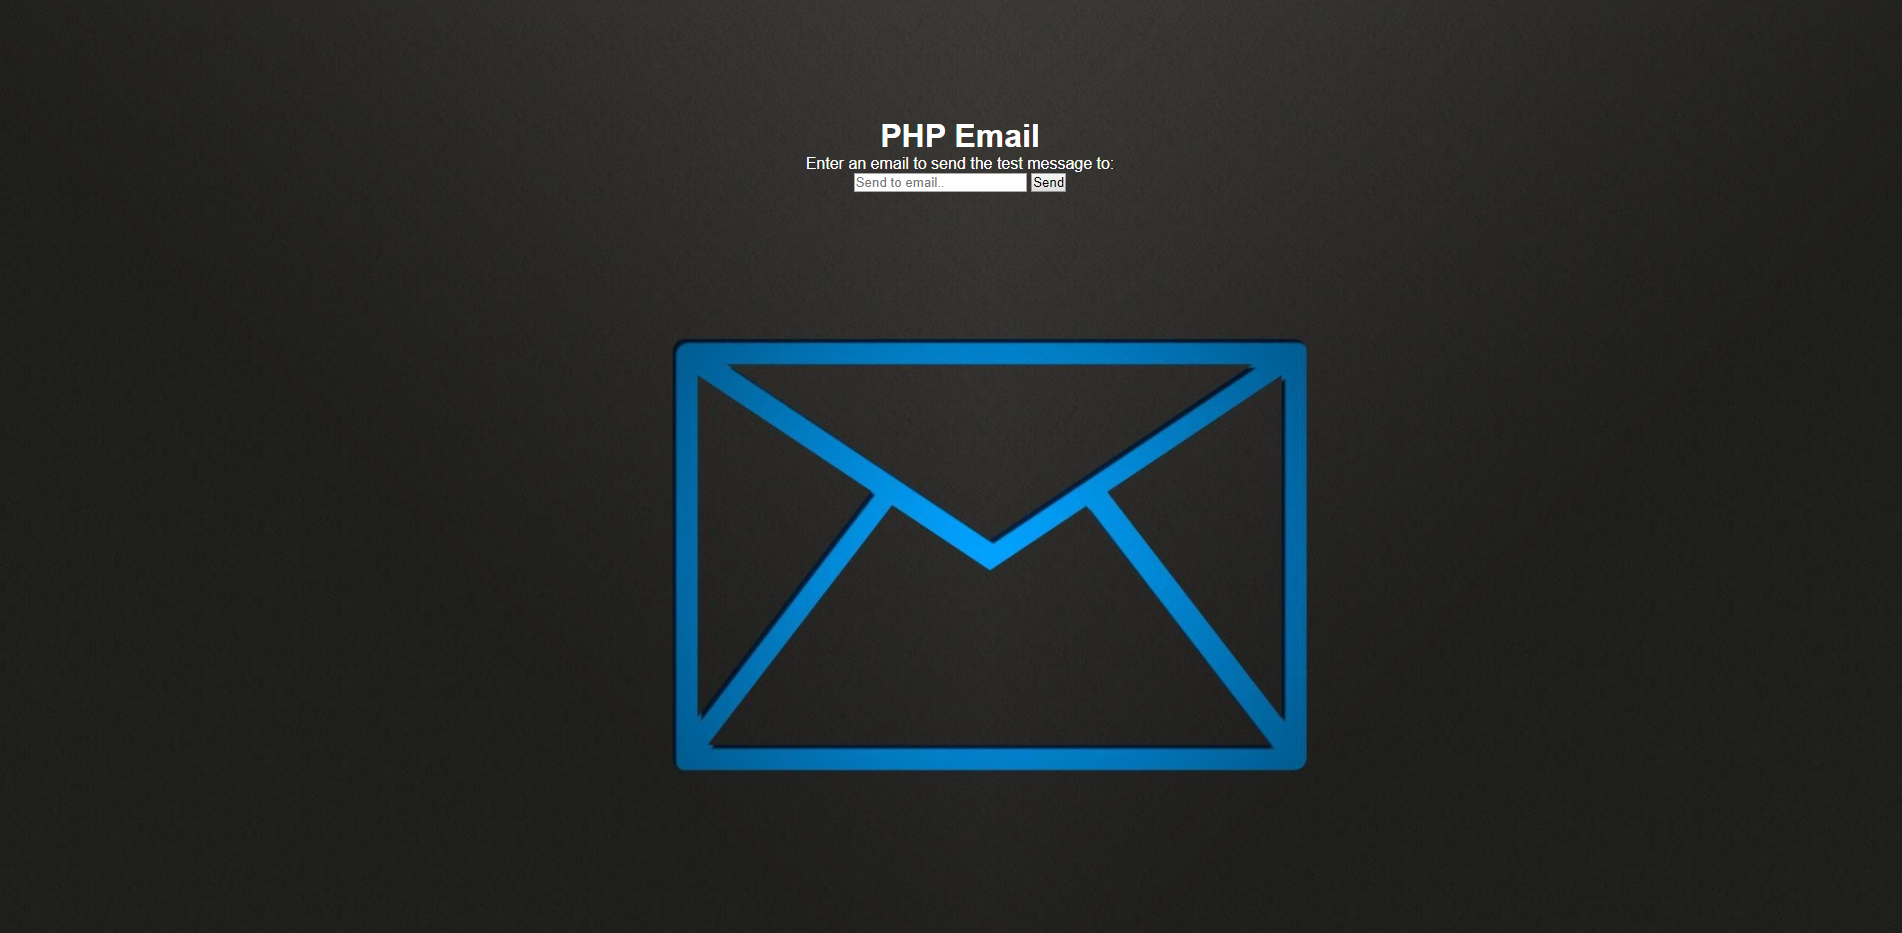 PHP Email
Enter an email to send the test message to:
Send to email.. Send